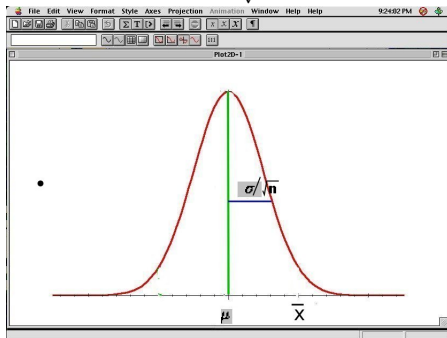 File Edit View Format Style Axes Projection Animation Window Help Help 9:24:02 PM
Σ T
x x X ¶
Plot2D-1
σ/√n
μ
X̅